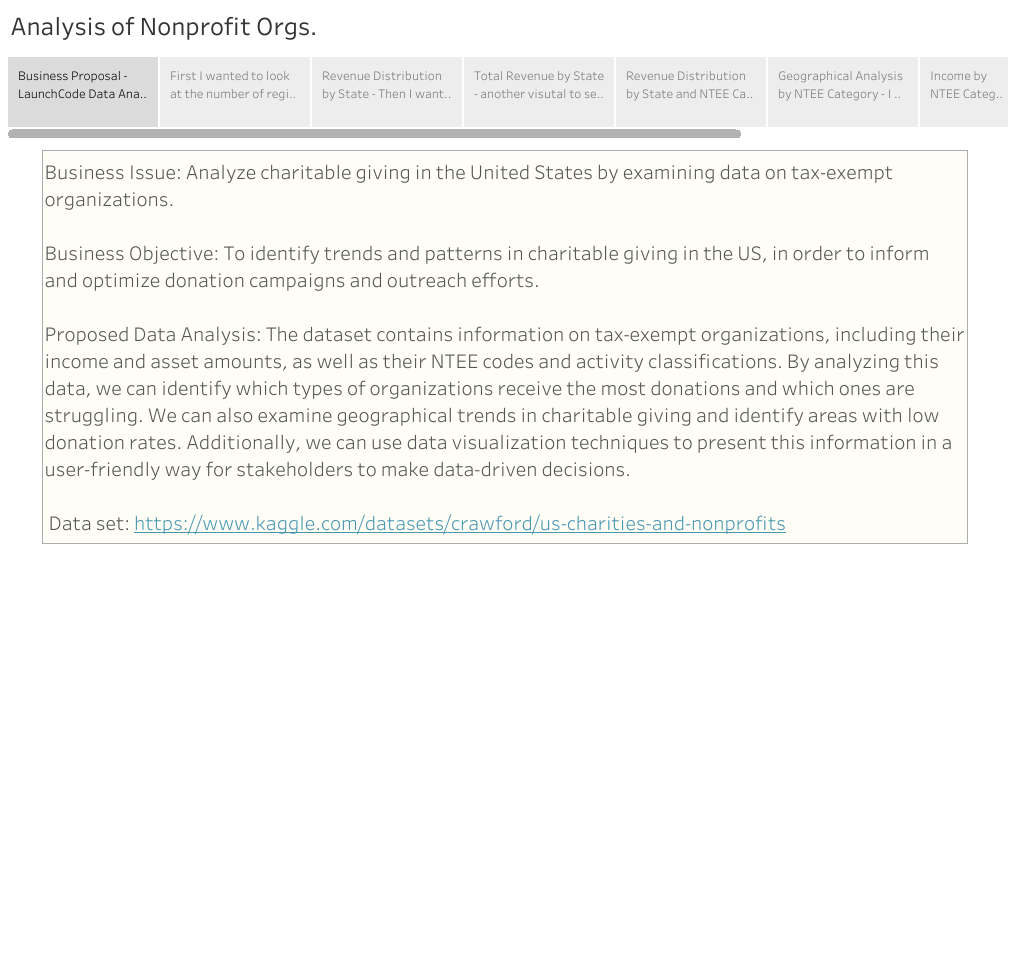 Analysis of Nonprofit Orgs.
Business Proposal -
LaunchCode Data Ana..
First I wanted to look
at the number of regi..
Revenue Distribution
by State - Then I want..
Total Revenue by State
- another visutal to se..
Revenue Distribution
by State and NTEE Ca..
Geographical Analysis
by NTEE Category - I ..
Income by
NTEE Categ..
Business Issue: Analyze charitable giving in the United States by examining data on tax-exempt
organizations.
Business Objective: To identify trends and patterns in charitable giving in the US, in order to inform
and optimize donation campaigns and outreach efforts.
Proposed Data Analysis: The dataset contains information on tax-exempt organizations, including their
income and asset amounts, as well as their NTEE codes and activity classifications. By analyzing this
data, we can identify which types of organizations receive the most donations and which ones are
struggling. We can also examine geographical trends in charitable giving and identify areas with low
donation rates. Additionally, we can use data visualization techniques to present this information in a
user-friendly way for stakeholders to make data-driven decisions.
Data set: https://www.kaggle.com/datasets/crawford/us-charities-and-nonprofits